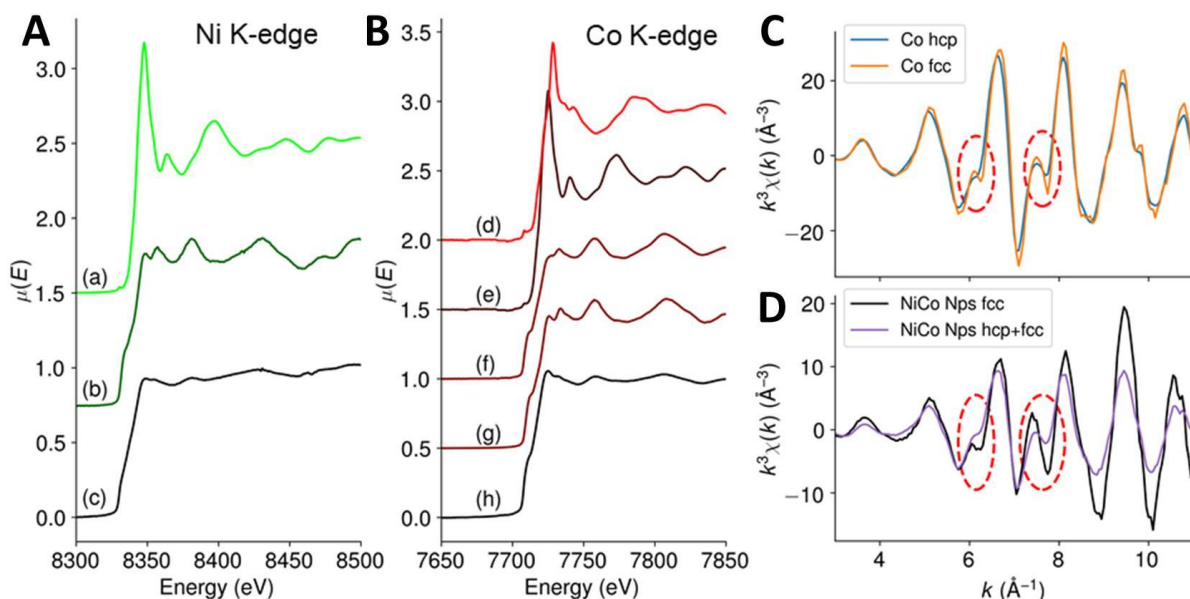 A
Ni K-edge
3.0
2.5
2.0
1.5
1.0
0.5
0.0
μ(E)
(a)
(b)
(c)
8300 8350 8400 8450 8500
Energy (eV)
B
Co K-edge
3.5
3.0
2.5
2.0
1.5
1.0
0.5
0.0
μ(E)
(d)
(e)
(f)
(g)
(h)
7650 7700 7750 7800 7850
Energy (eV)
C
Co hcp
Co fcc
20
0
−20
k³χ(k) (Å⁻³)
D
NiCo Nps fcc
NiCo Nps hcp+fcc
20
10
0
−10
k³χ(k) (Å⁻³)
4 6 8 10
k (Å⁻¹)